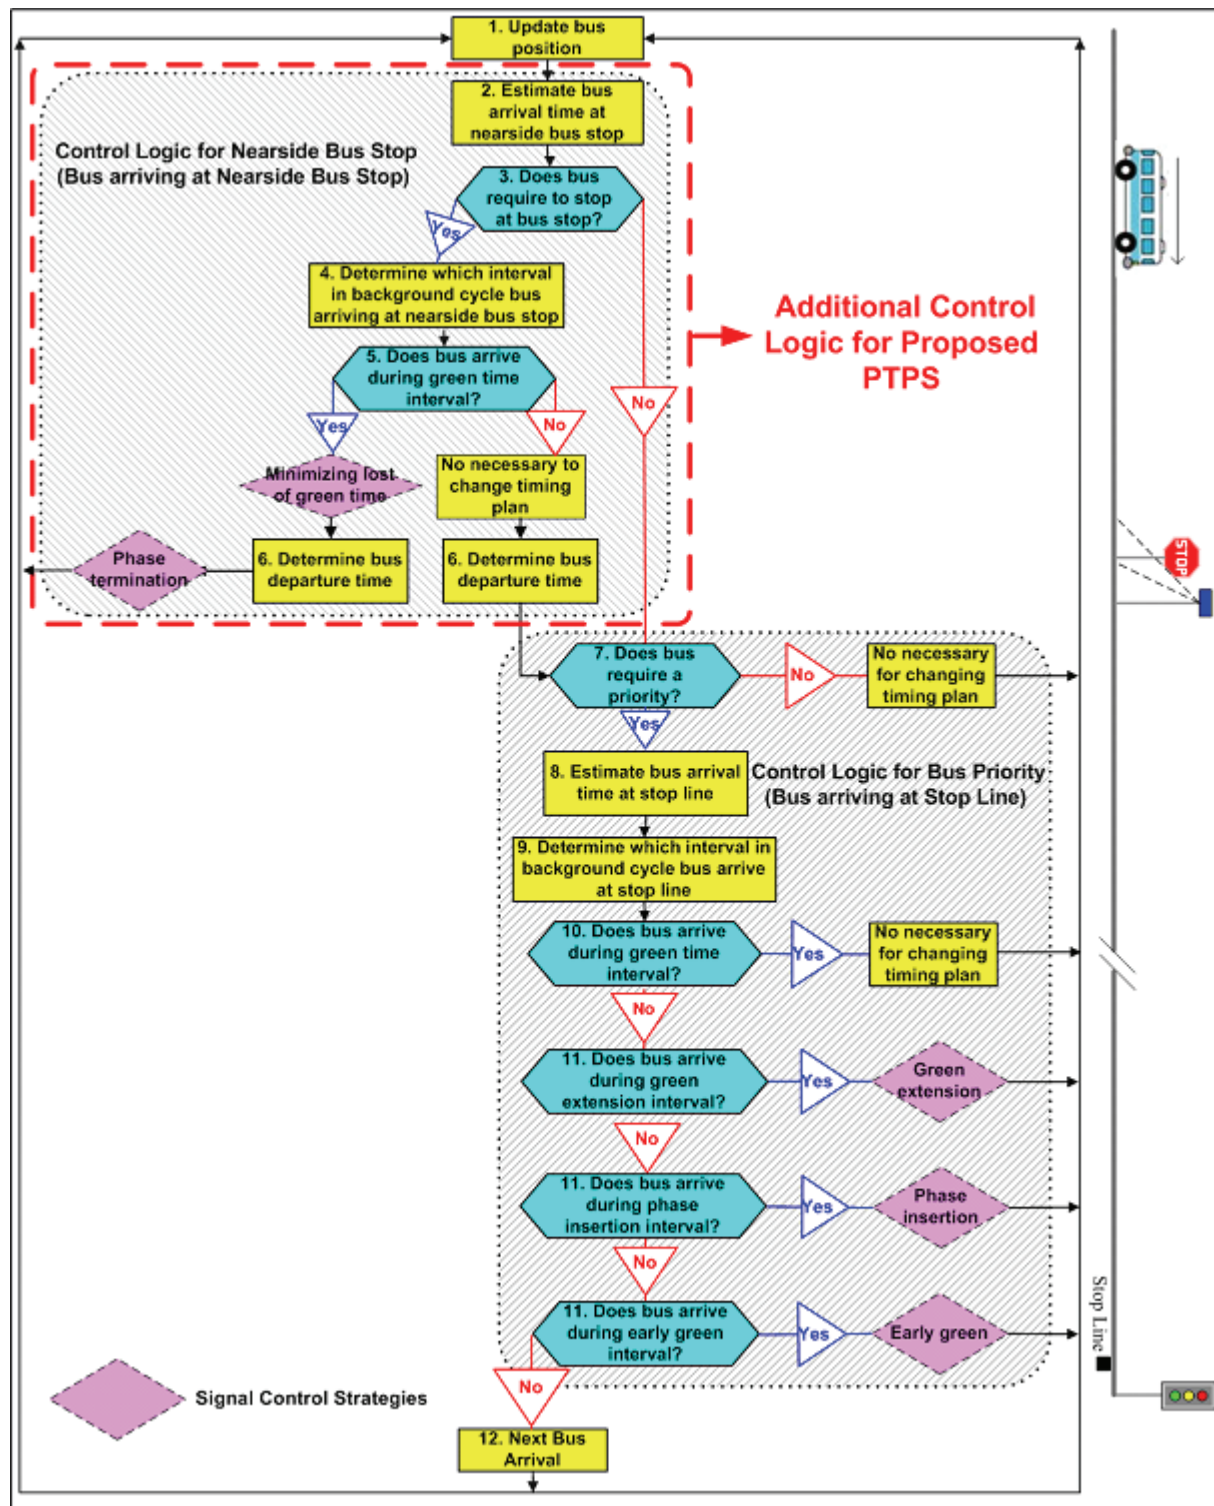 1. Update bus
position
2. Estimate bus
arrival time at
nearside bus stop
Control Logic for Nearside Bus Stop
(Bus arriving at Nearside Bus Stop)
3. Does bus
require to stop
at bus stop?
Yes
4. Determine which interval
in background cycle bus
arriving at nearside bus stop
Additional Control
Logic for Proposed
PTPS
5. Does bus arrive
during green time
interval?
No
Yes
No
Minimizing lost
of green time
No necessary to
change timing
plan
Phase
termination
6. Determine bus
departure time
6. Determine bus
departure time
STOP
7. Does bus
require a
priority?
No
No necessary
for changing
timing plan
Yes
8. Estimate bus arrival
time at stop line
Control Logic for Bus Priority
(Bus arriving at Stop Line)
9. Determine which interval in
background cycle bus arrive
at stop line
10. Does bus arrive
during green time
interval?
Yes
No necessary
for changing
timing plan
No
11. Does bus arrive
during green
extension interval?
Yes
Green
extension
No
11. Does bus arrive
during phase
insertion interval?
Yes
Phase
insertion
No
11. Does bus arrive
during early green
interval?
Yes
Early green
Stop Line
No
Signal Control Strategies
12. Next Bus
Arrival